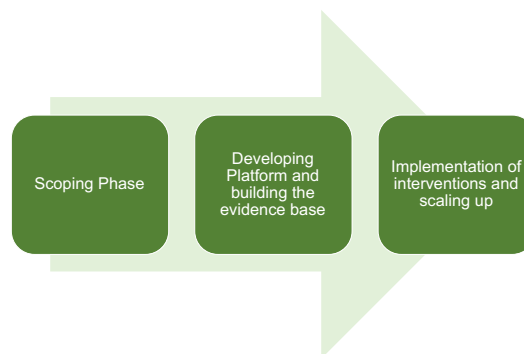 Scoping Phase
Developing
Platform and
building the
evidence base
Implementation of
interventions and
scaling up